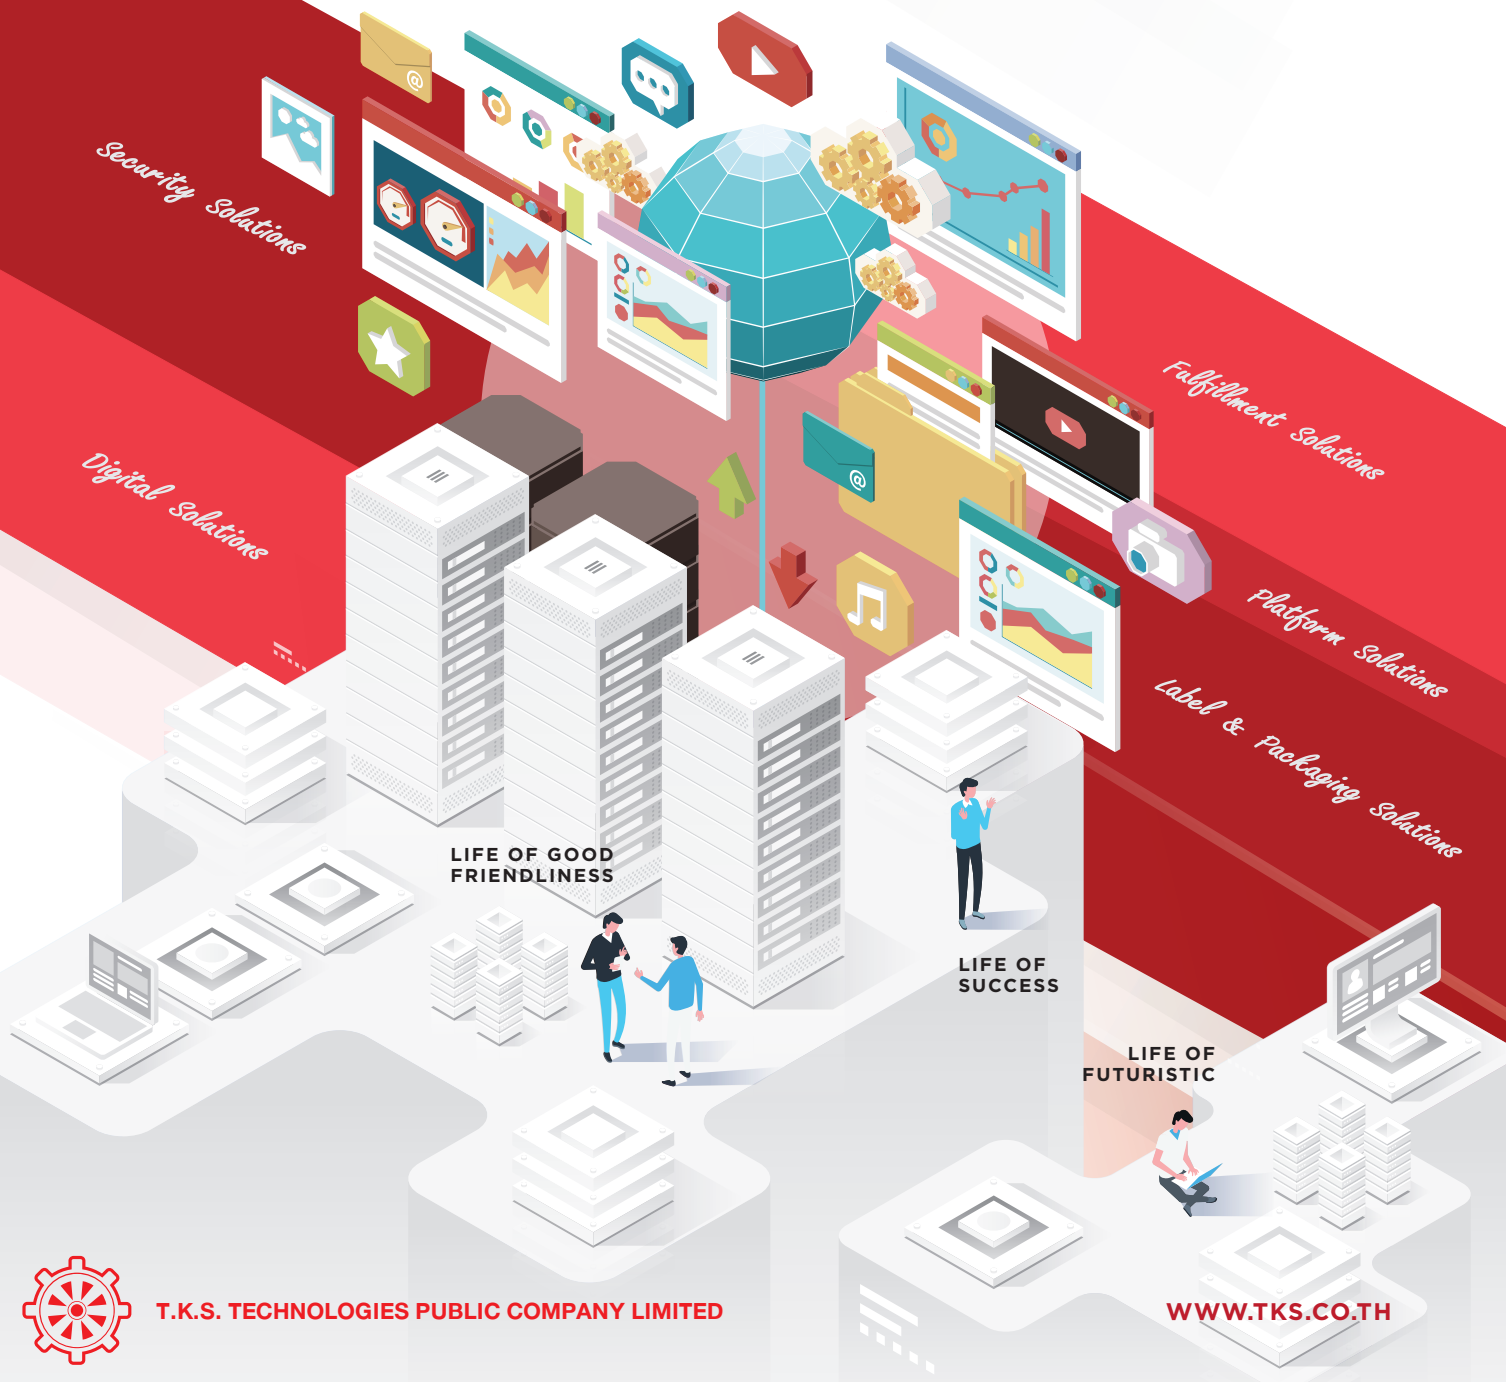 Security Solutions
Digital Solutions
Fulfillment Solutions
Platform Solutions
Label & Packaging Solutions
@
@
LIFE OF GOOD
FRIENDLINESS
LIFE OF
SUCCESS
LIFE OF
FUTURISTIC
T.K.S. TECHNOLOGIES PUBLIC COMPANY LIMITED
WWW.TKS.CO.TH